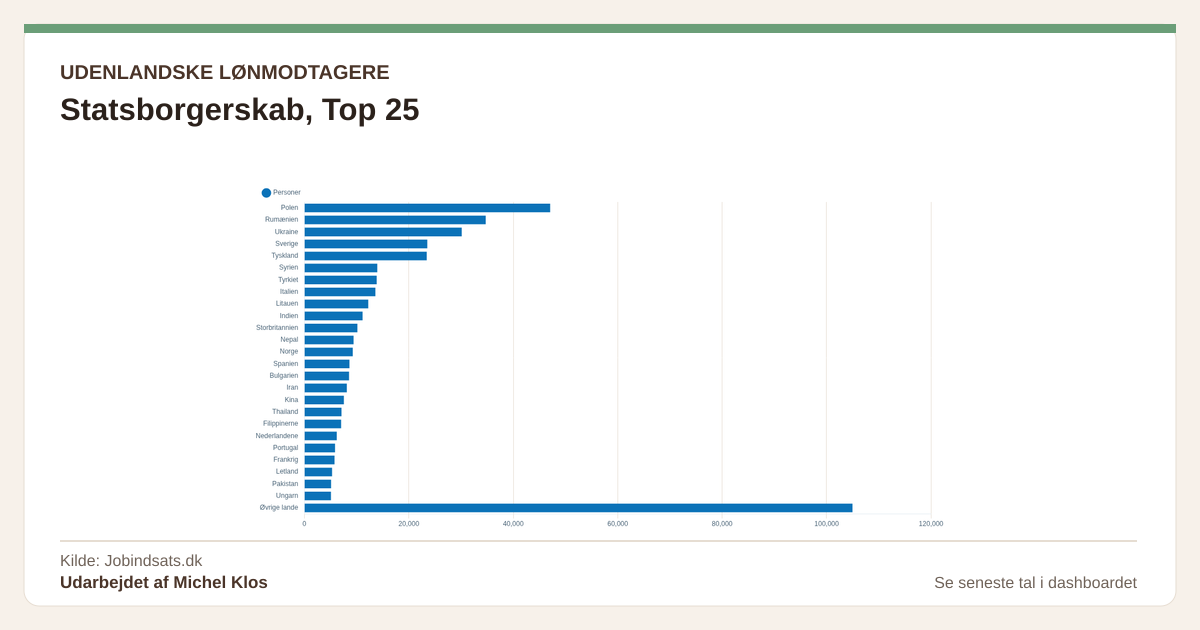 UDENLANDSKE LØNMODTAGERE
Statsborgerskab, Top 25
Personer
Polen
Rumænien
Ukraine
Sverige
Tyskland
Syrien
Tyrkiet
Italien
Litauen
Indien
Storbritannien
Nepal
Norge
Spanien
Bulgarien
Iran
Kina
Thailand
Filippinerne
Nederlandene
Portugal
Frankrig
Letland
Pakistan
Ungarn
Øvrige lande
0 20,000 40,000 60,000 80,000 100,000 120,000
Kilde: Jobindsats.dk
Udarbejdet af Michel Klos
Se seneste tal i dashboardet